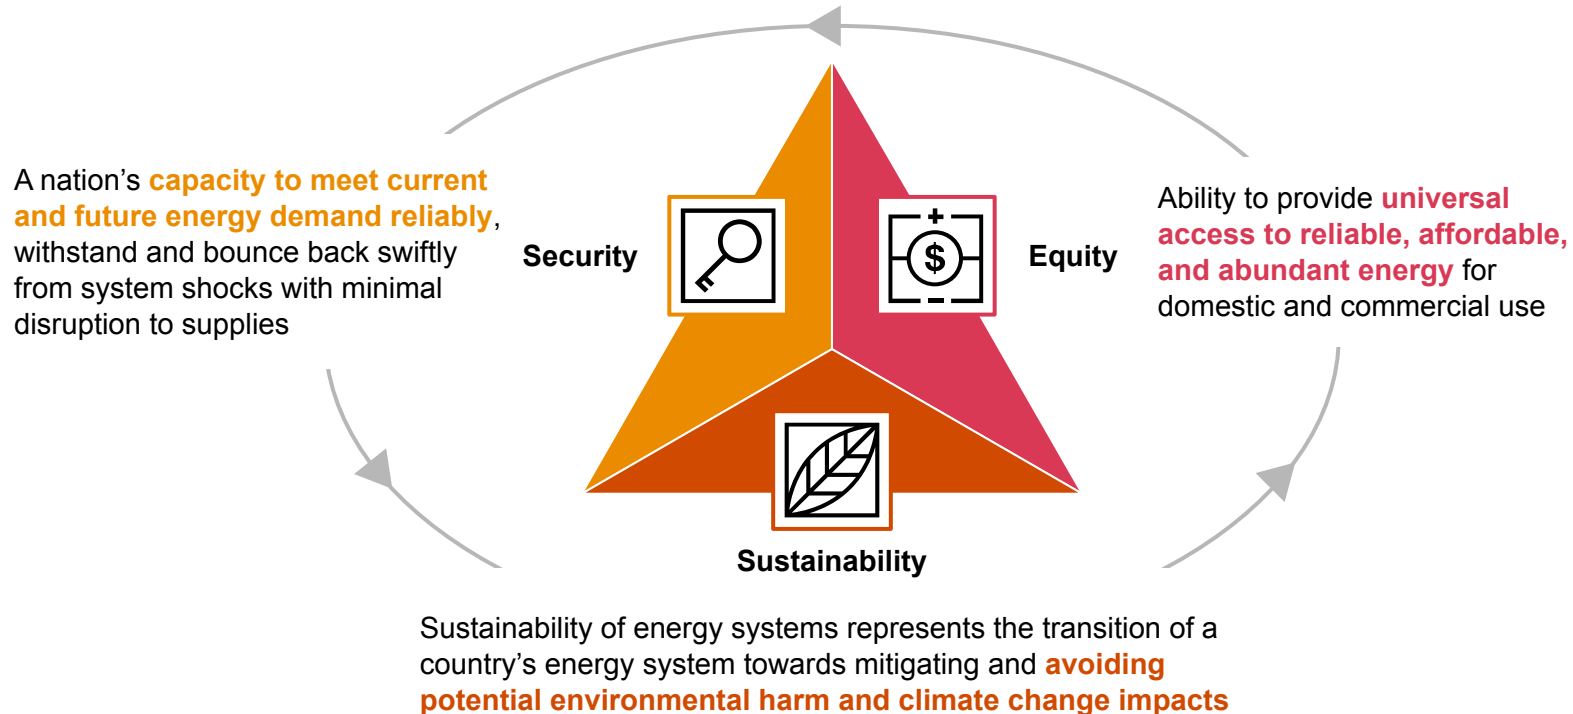 A nation’s capacity to meet current
and future energy demand reliably,
withstand and bounce back swiftly
from system shocks with minimal
disruption to supplies
Security
$
Equity
Ability to provide universal
access to reliable, affordable,
and abundant energy for
domestic and commercial use
Sustainability
Sustainability of energy systems represents the transition of a
country’s energy system towards mitigating and avoiding
potential environmental harm and climate change impacts